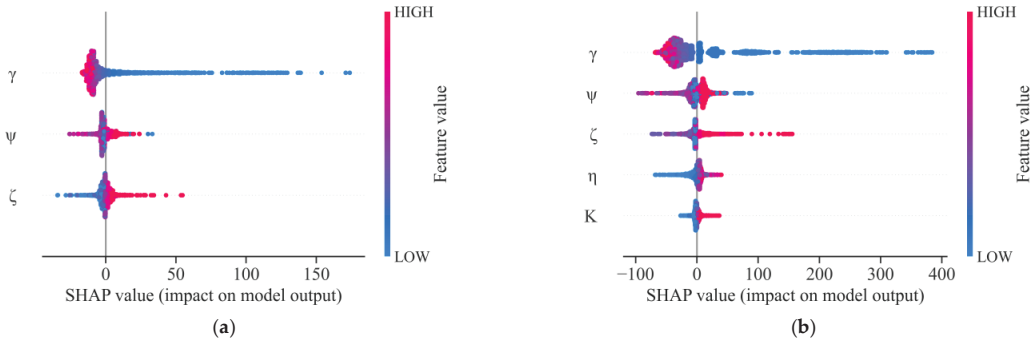 HIGH
γ
ψ
ζ
Feature value
LOW
0 50 100 150
SHAP value (impact on model output)
(a)
HIGH
γ
ψ
ζ
η
K
Feature value
LOW
−100 0 100 200 300 400
SHAP value (impact on model output)
(b)